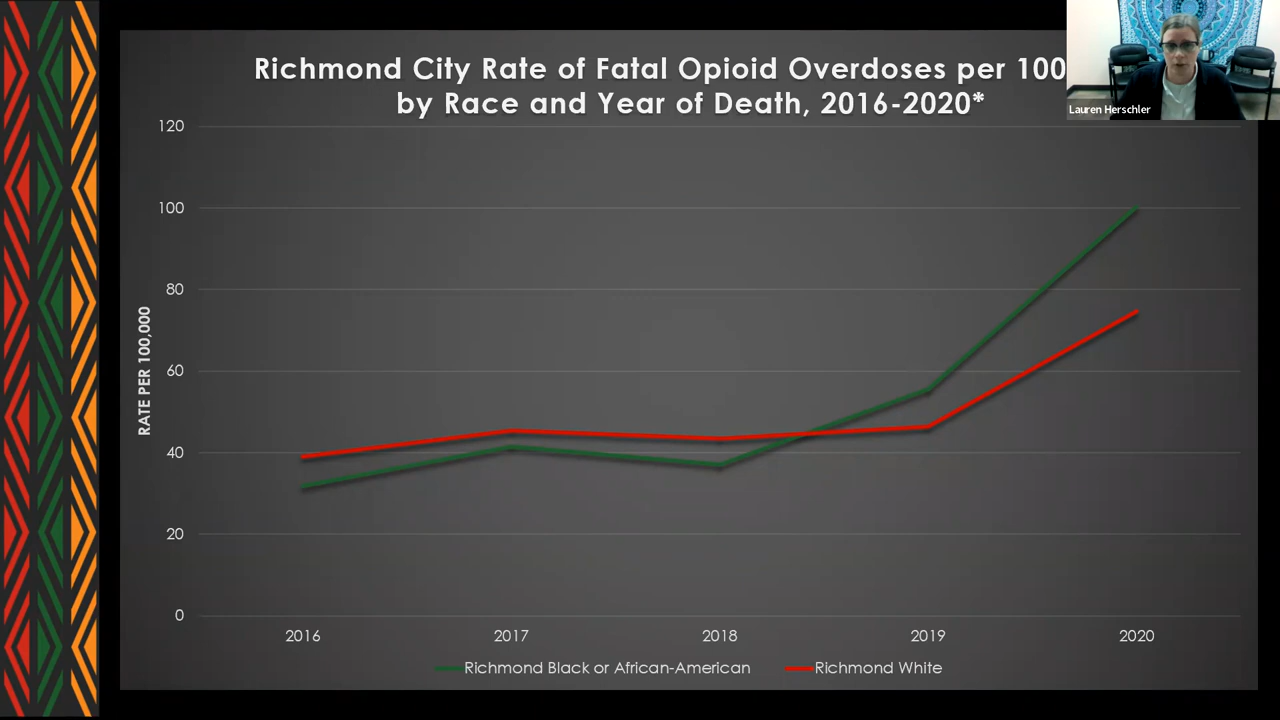 Richmond City Rate of Fatal Opioid Overdoses per 100
by Race and Year of Death, 2016-2020*
Lauren Herschler
120
100
80
60
40
20
0
RATE PER 100,000
2016 2017 2018 2019 2020
Richmond Black or African-American Richmond White